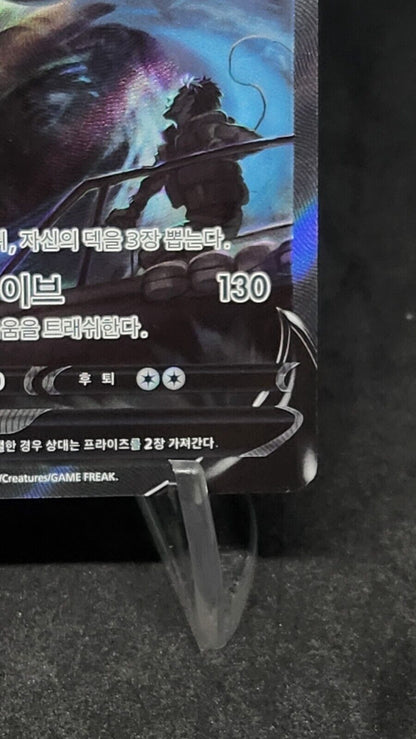 , 자신의 덱을 3장 뽑는다.
이브 130
움을 트래쉬한다.
후퇴
한 경우 상대는 프라이츠를 2장 가져간다.
/Creatures/GAME FREAK.